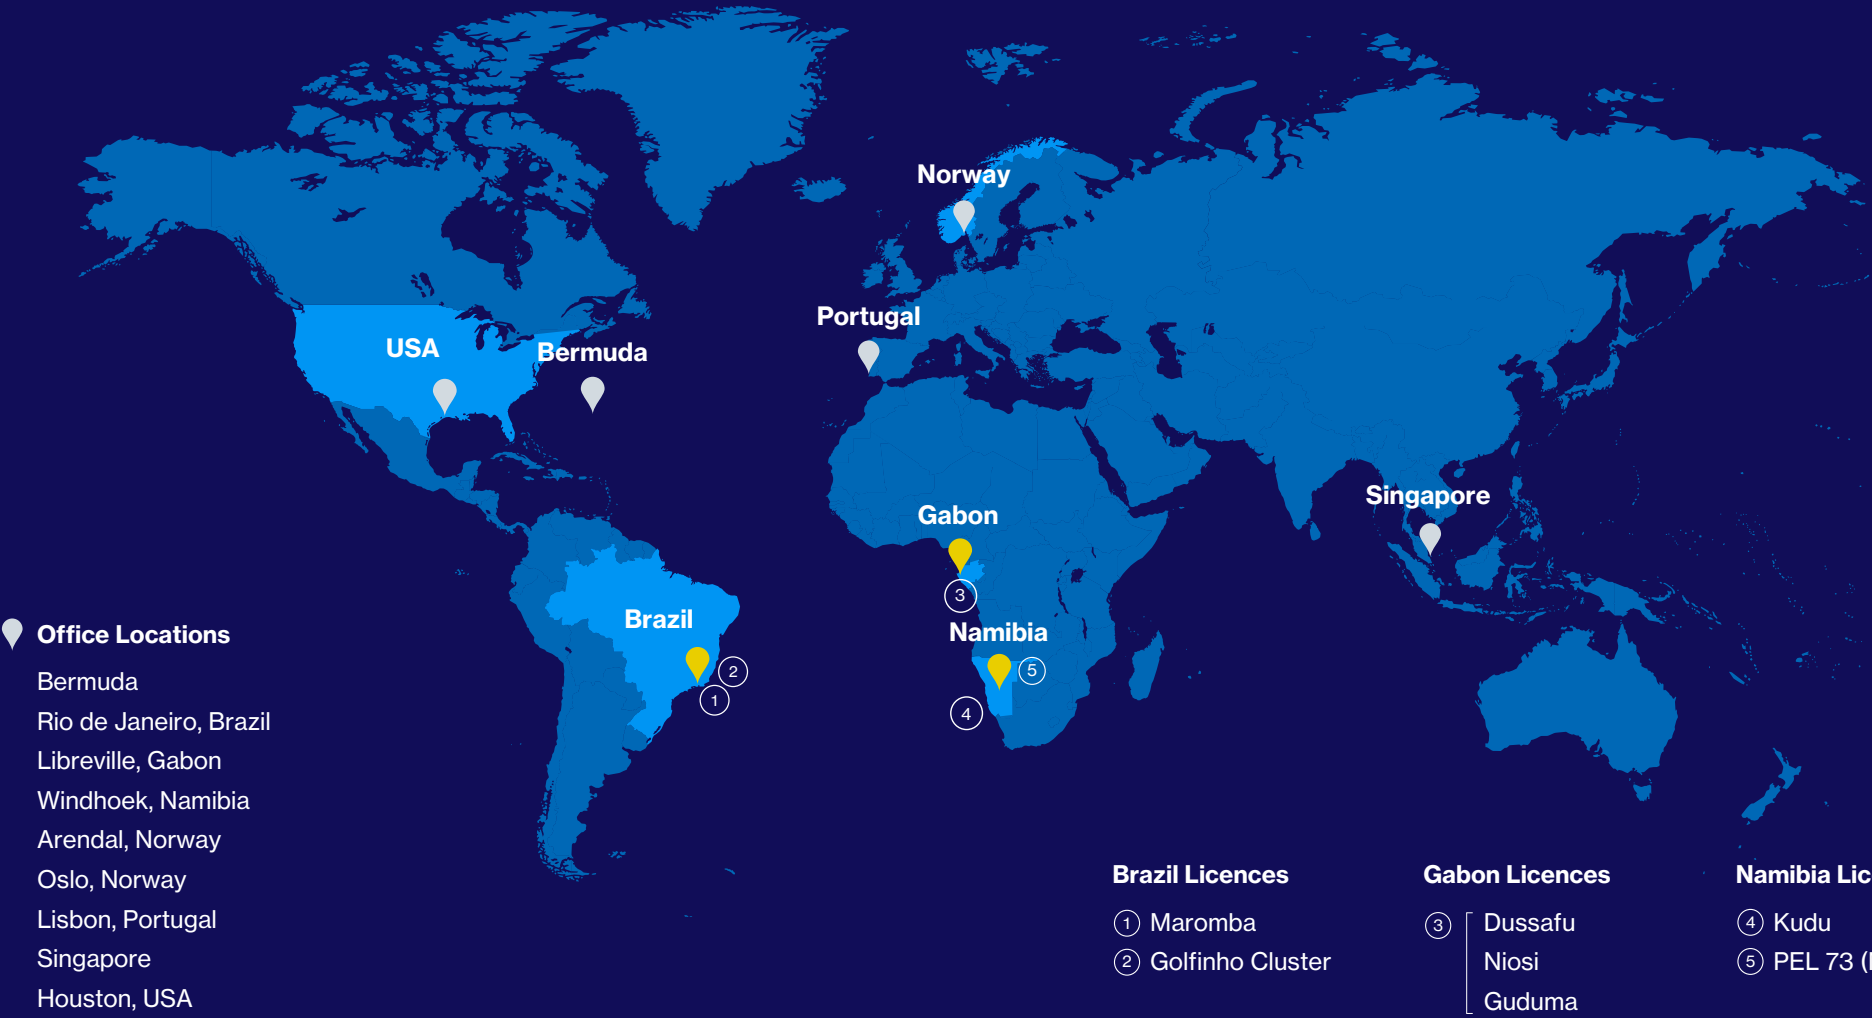 Norway
Portugal
USA
Bermuda
Singapore
Gabon
3
Brazil
Namibia
2
5
1
4
Office Locations
Bermuda
Rio de Janeiro, Brazil
Libreville, Gabon
Windhoek, Namibia
Arendal, Norway
Oslo, Norway
Lisbon, Portugal
Singapore
Houston, USA
Brazil Licences
1 Maromba
2 Golfinho Cluster
Gabon Licences
3 Dussafu
Niosi
Guduma
Namibia Lic
4 Kudu
5 PEL 73 (